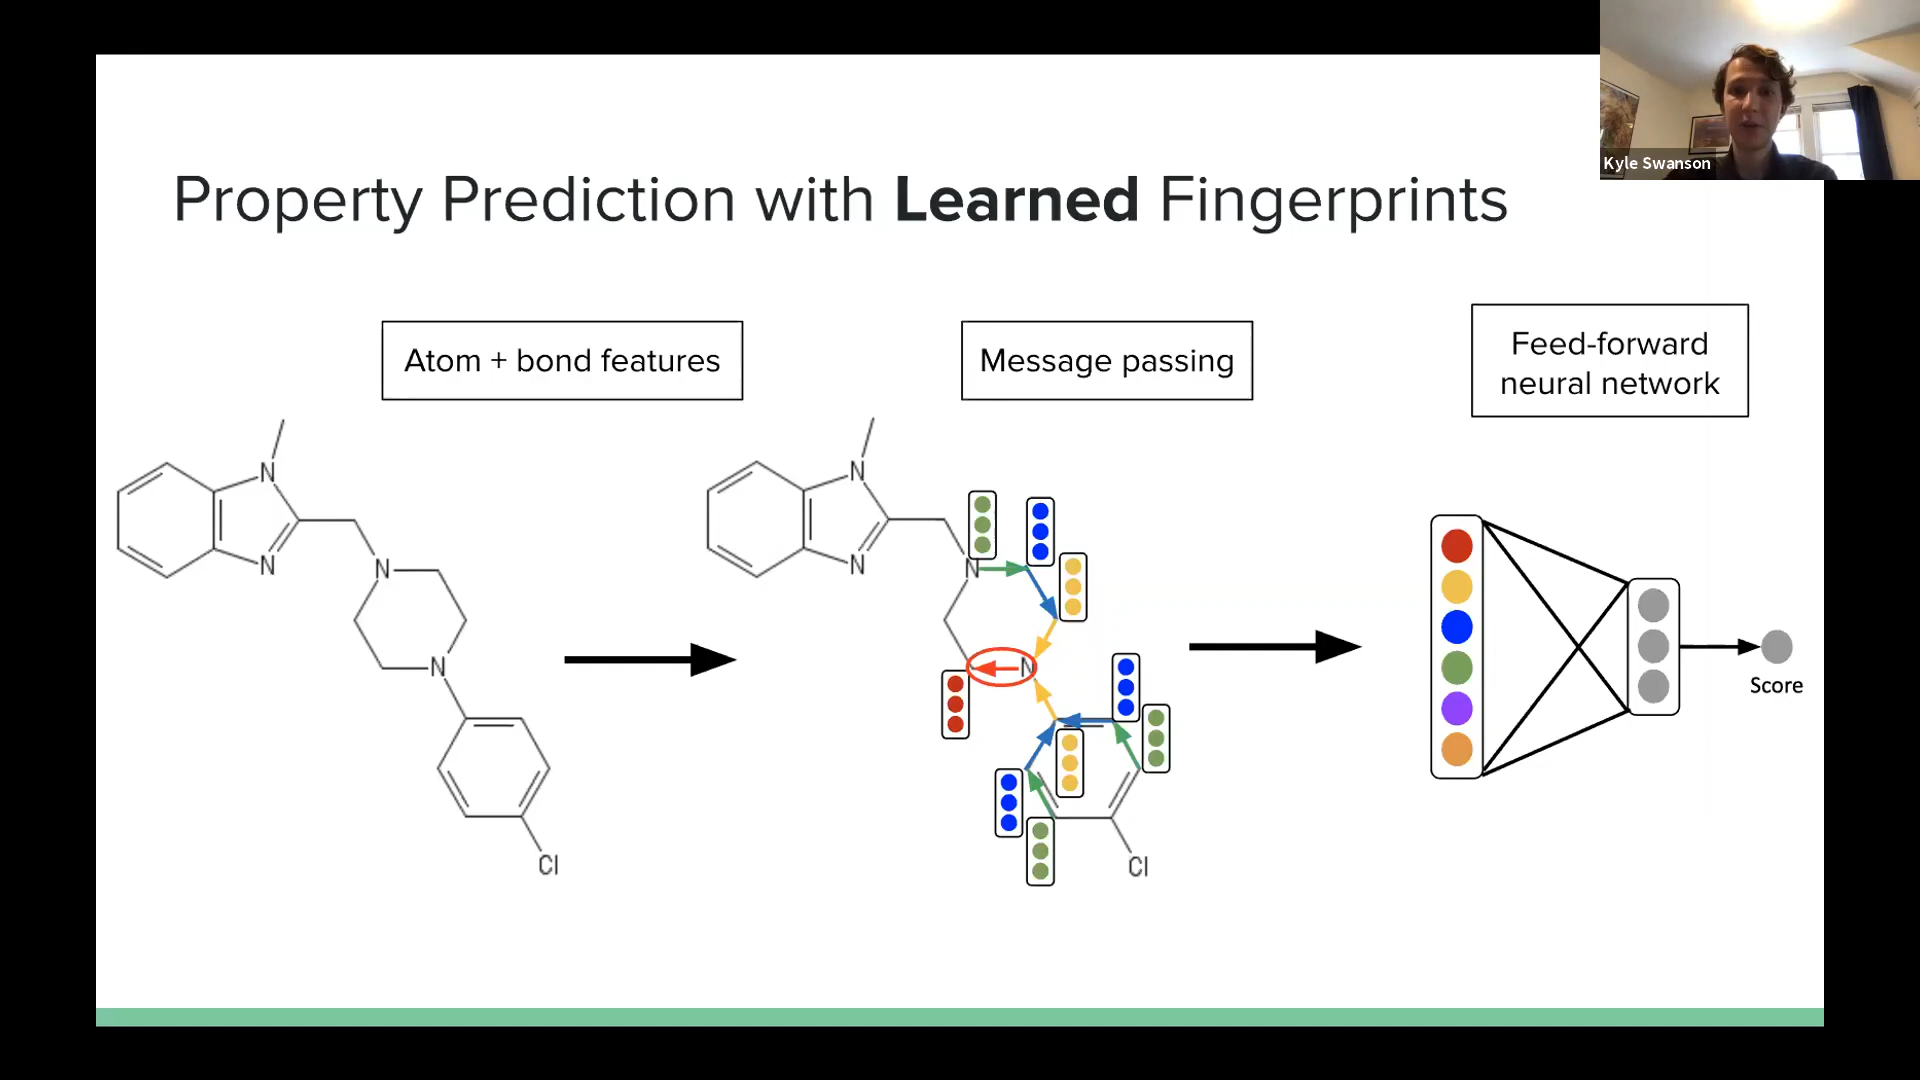 Kyle Swanson
Property Prediction with Learned Fingerprints
Atom + bond features
Message passing
Feed-forward
neural network
N
N
N
N
Cl
N
N
N
N
Cl
Score